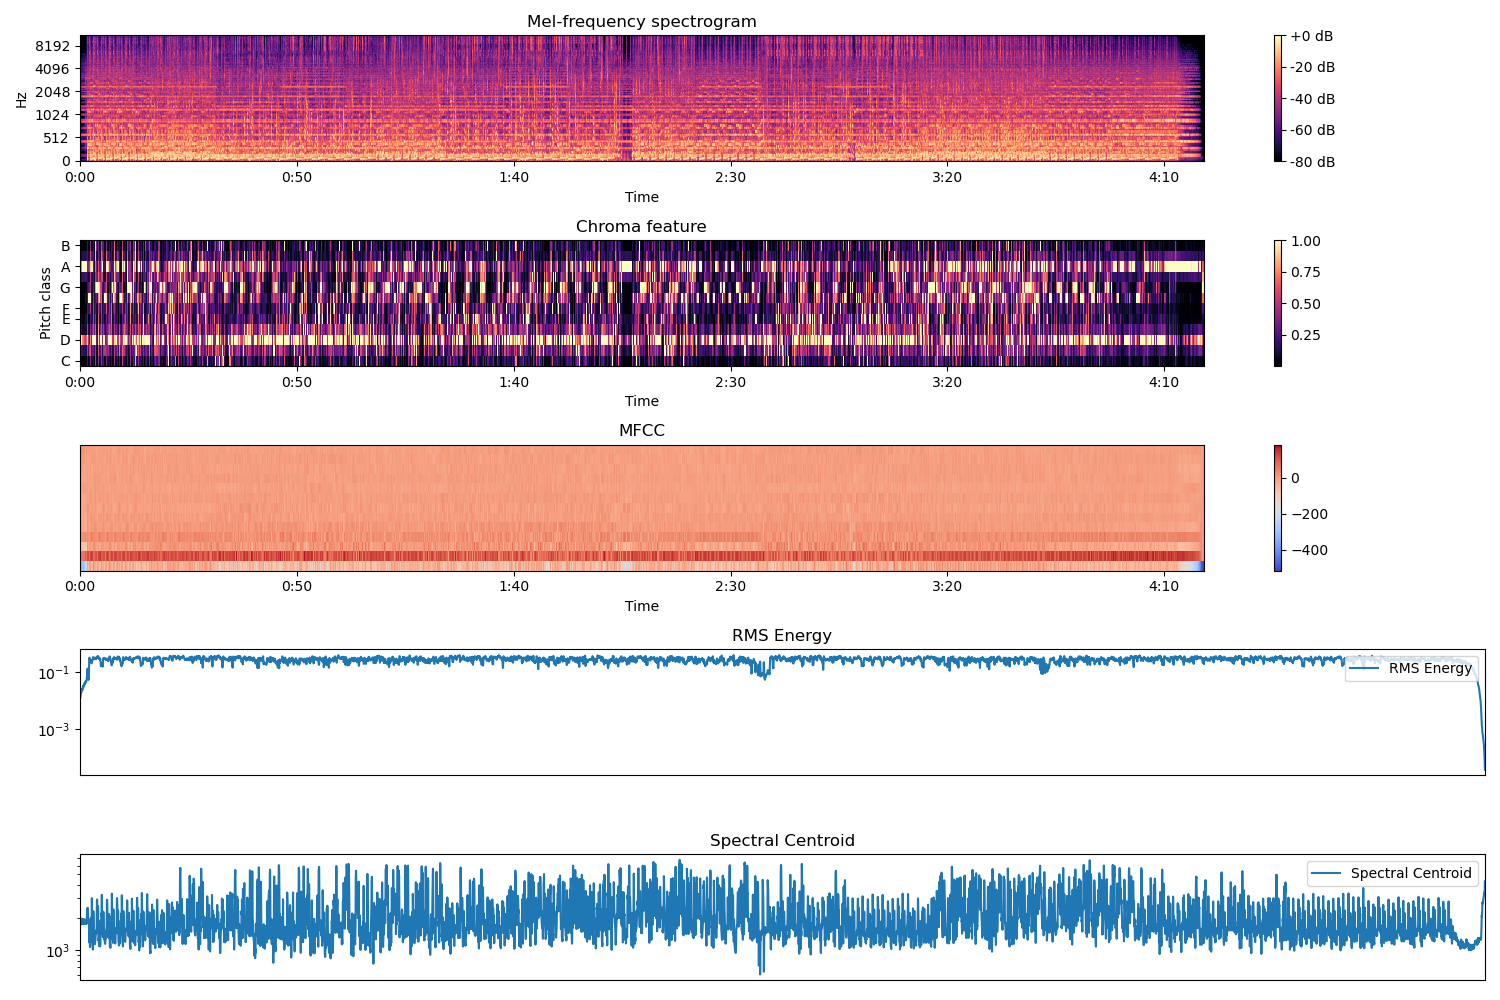 Mel-frequency spectrogram
Hz
8192
4096
2048
1024
512
0
0:00 0:50 1:40 2:30 3:20 4:10
Time
+0 dB
-20 dB
-40 dB
-60 dB
-80 dB
Chroma feature
Pitch class
B
A
G
F
E
D
C
0:00 0:50 1:40 2:30 3:20 4:10
Time
1.00
0.75
0.50
0.25
MFCC
0:00 0:50 1:40 2:30 3:20 4:10
Time
0
−200
−400
RMS Energy
10⁻¹
10⁻³
RMS Energy
Spectral Centroid
10³
Spectral Centroid